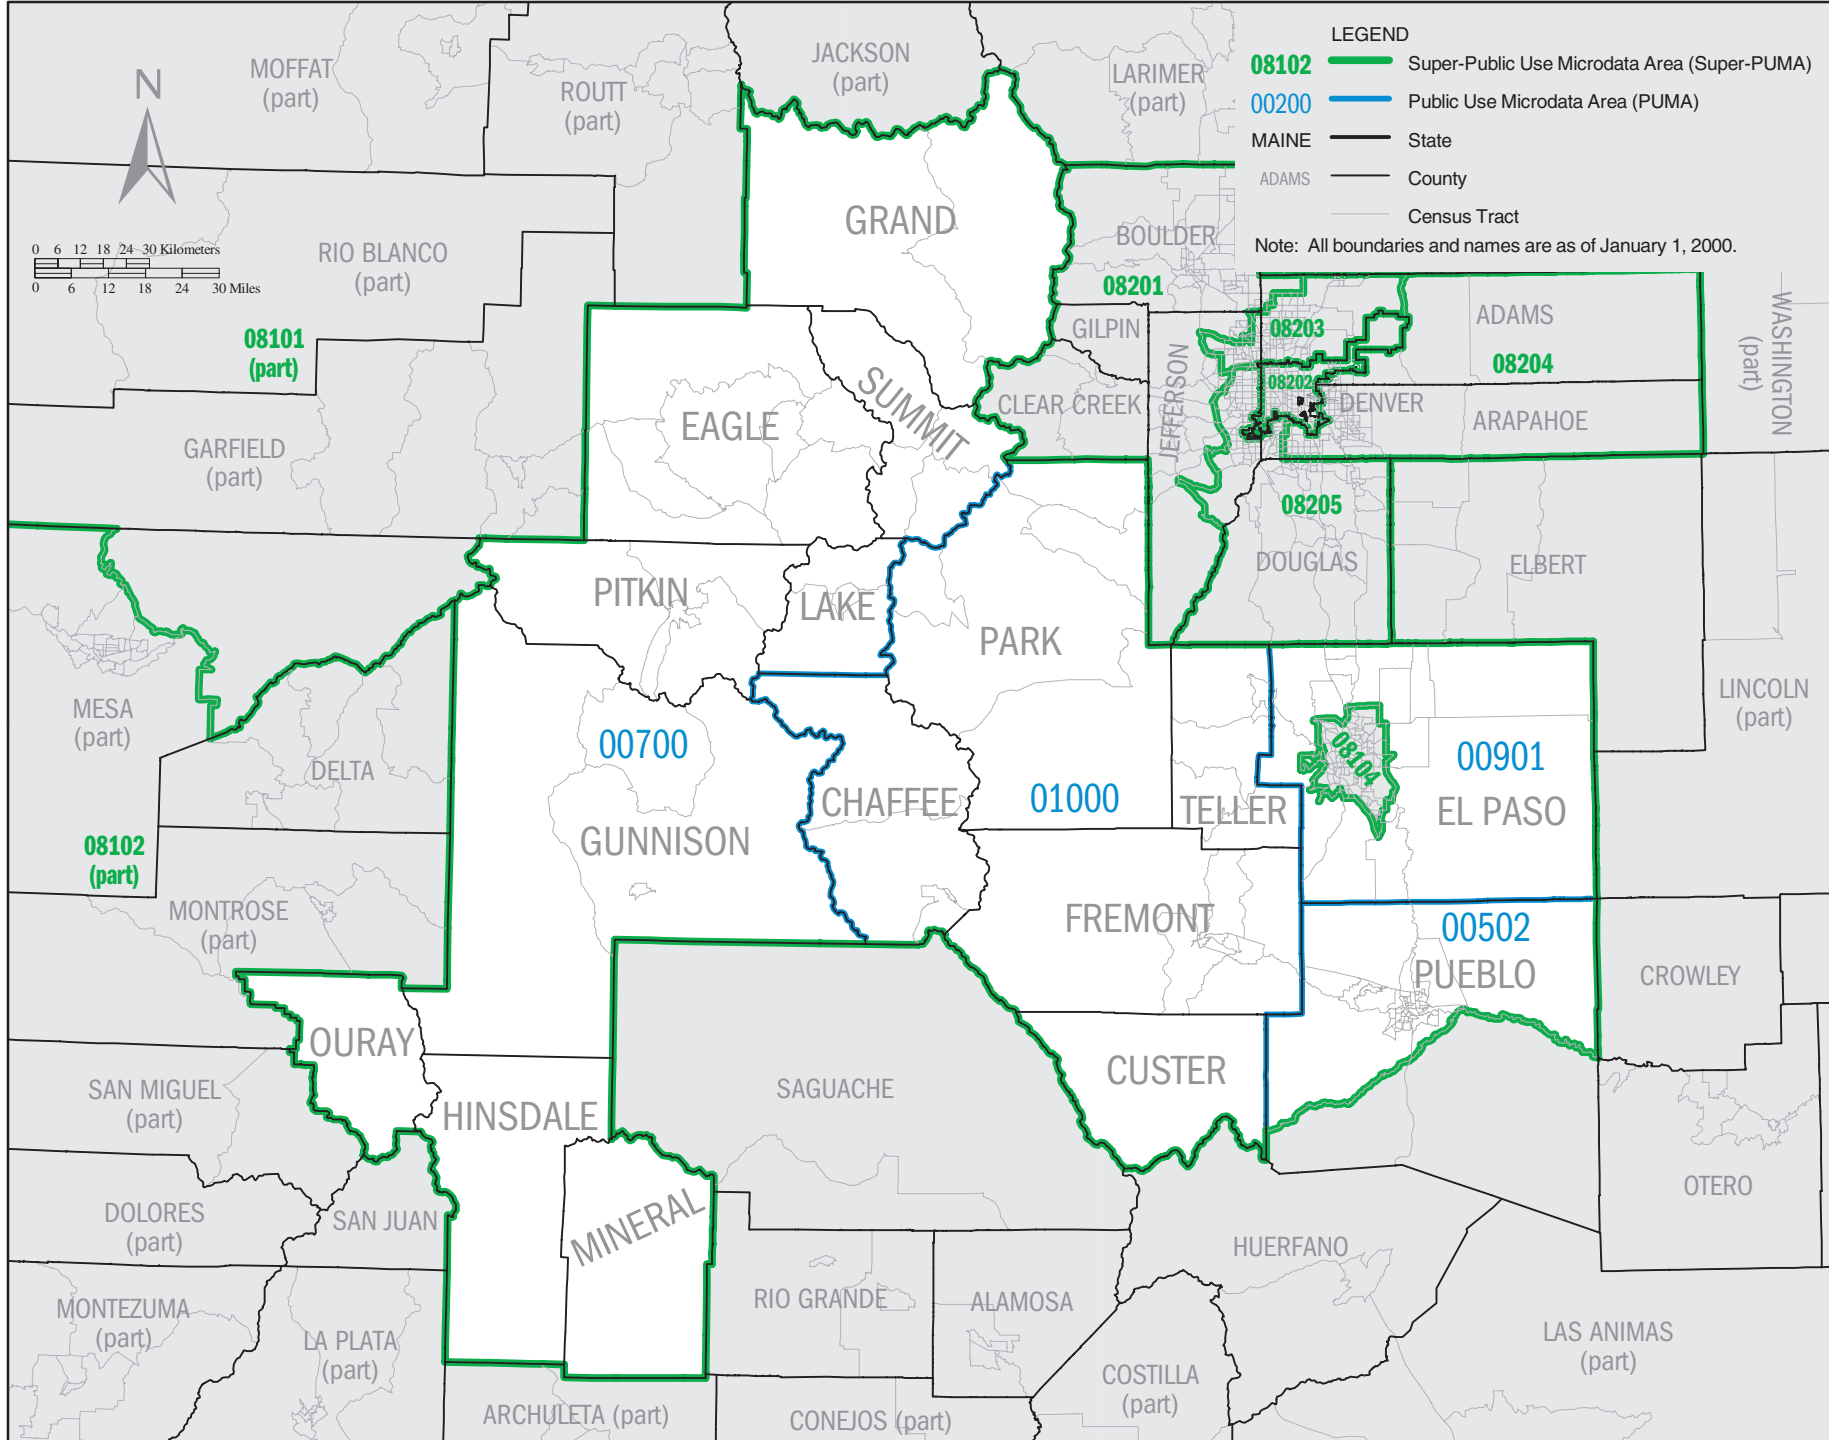 LEGEND
08102 Super-Public Use Microdata Area (Super-PUMA)
00200 Public Use Microdata Area (PUMA)
MAINE State
ADAMS County
Census Tract
Note: All boundaries and names are as of January 1, 2000.
N
0 6 12 18 24 30 Kilometers
0 6 12 18 24 30 Miles
MOFFAT
(part)
ROUTT
(part)
JACKSON
(part)
LARIMER
(part)
RIO BLANCO
(part)
GRAND
BOULDER
08201
GILPIN
08101
(part)
08203
ADAMS
08204
WASHINGTON
(part)
GARFIELD
(part)
EAGLE
SUMMIT
CLEAR CREEK
JEFFERSON
08202
DENVER
ARAPAHOE
08205
DOUGLAS
ELBERT
PITKIN
LAKE
PARK
MESA
(part)
DELTA
00700
GUNNISON
CHAFFEE
01000
TELLER
08104
00901
EL PASO
LINCOLN
(part)
08102
(part)
MONTROSE
(part)
FREMONT
00502
PUEBLO
CROWLEY
OURAY
SAN MIGUEL
(part)
HINSDALE
SAGUACHE
CUSTER
OTERO
DOLORES
(part)
SAN JUAN
MINERAL
HUERFANO
MONTEZUMA
(part)
LA PLATA
(part)
RIO GRANDE
ALAMOSA
LAS ANIMAS
(part)
COSTILLA
(part)
ARCHULETA (part)
CONEJOS (part)